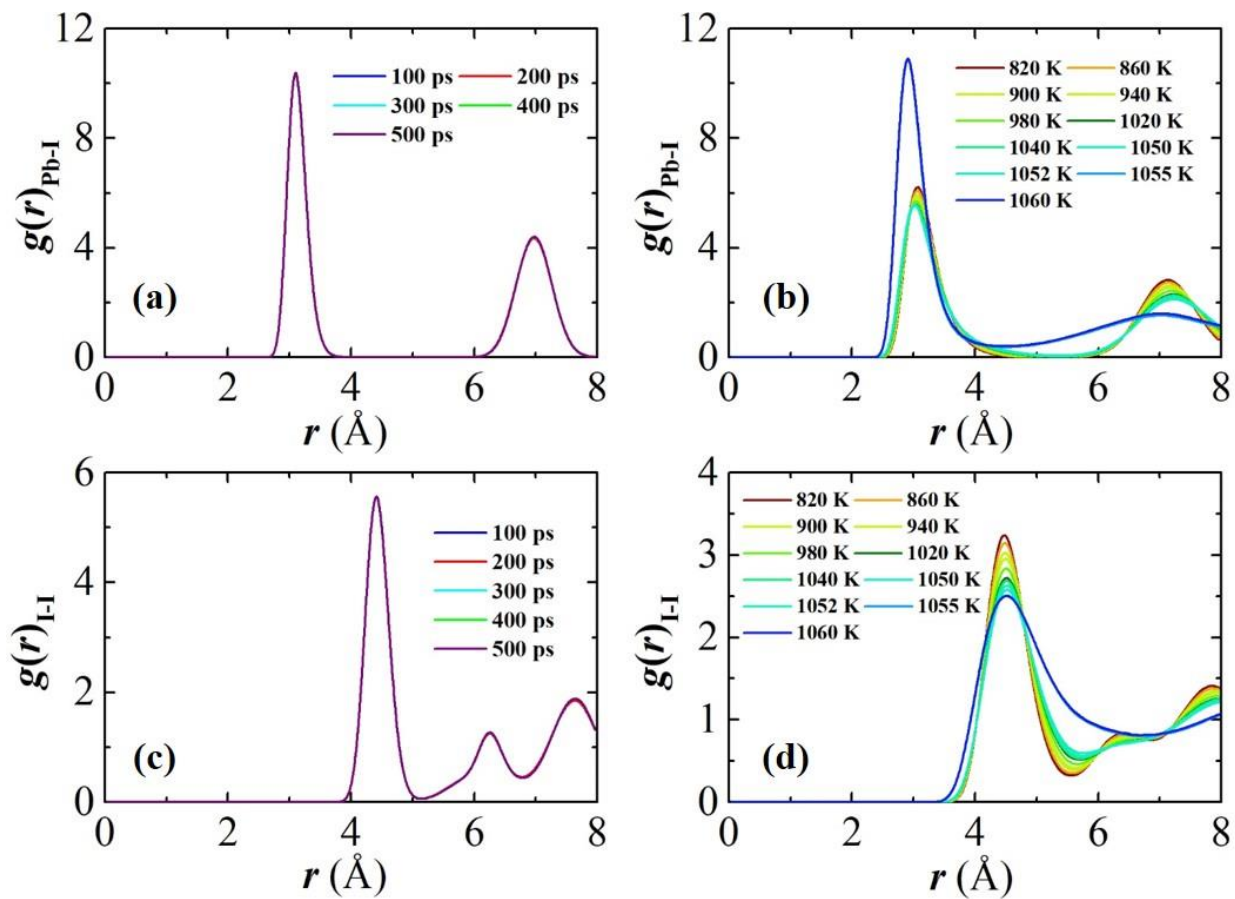 12
8
4
0
g(r)Pb-I
100 ps 200 ps
300 ps 400 ps
500 ps
(a)
0 2 4 6 8
r (Å)
12
8
4
0
g(r)Pb-I
820 K 860 K
900 K 940 K
980 K 1020 K
1040 K 1050 K
1052 K 1055 K
1060 K
(b)
0 2 4 6 8
r (Å)
6
4
2
0
g(r)I-I
100 ps
200 ps
300 ps
400 ps
500 ps
(c)
0 2 4 6 8
r (Å)
4
3
2
1
0
g(r)I-I
820 K 860 K
900 K 940 K
980 K 1020 K
1040 K 1050 K
1052 K 1055 K
1060 K
(d)
0 2 4 6 8
r (Å)